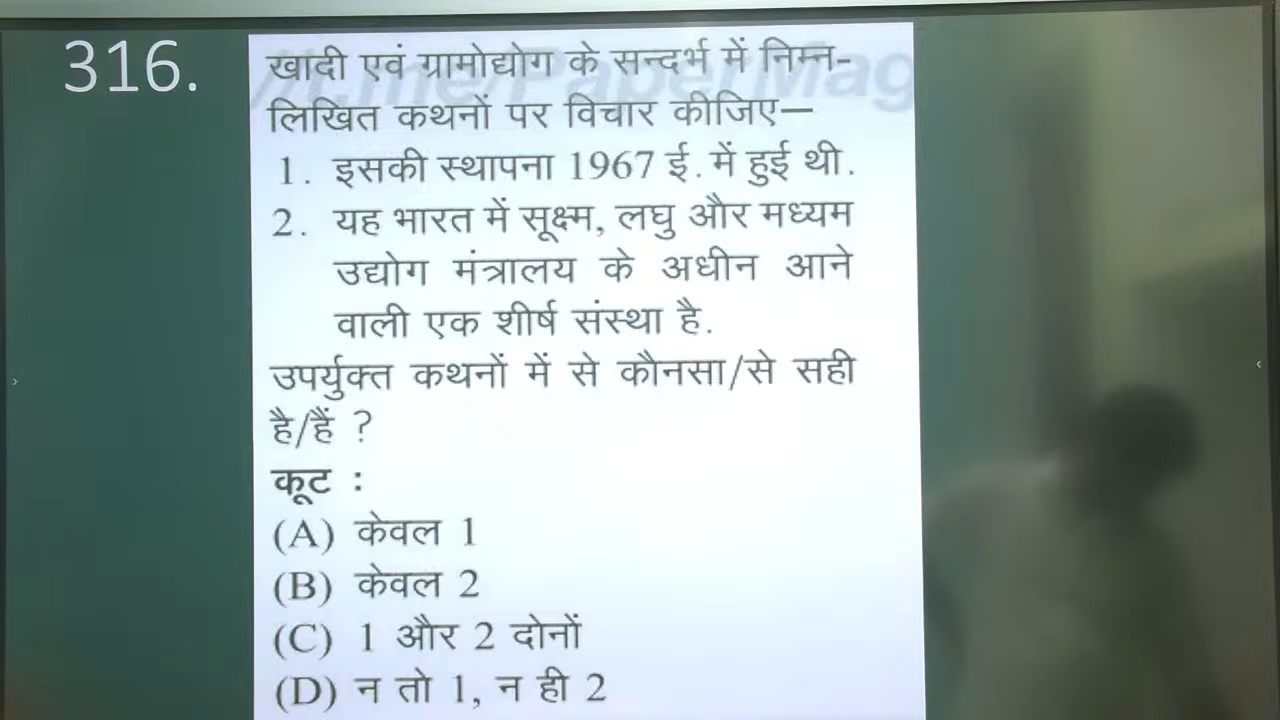 316.
खादी एवं ग्रामोद्योग के सन्दर्भ में निम्न-
लिखित कथनों पर विचार कीजिए—
1. इसकी स्थापना 1967 ई. में हुई थी.
2. यह भारत में सूक्ष्म, लघु और मध्यम
उद्योग मंत्रालय के अधीन आने
वाली एक शीर्ष संस्था है.
उपर्युक्त कथनों में से कौनसा/से सही
है/हैं ?
कूट :
(A) केवल 1
(B) केवल 2
(C) 1 और 2 दोनों
(D) न तो 1, न ही 2